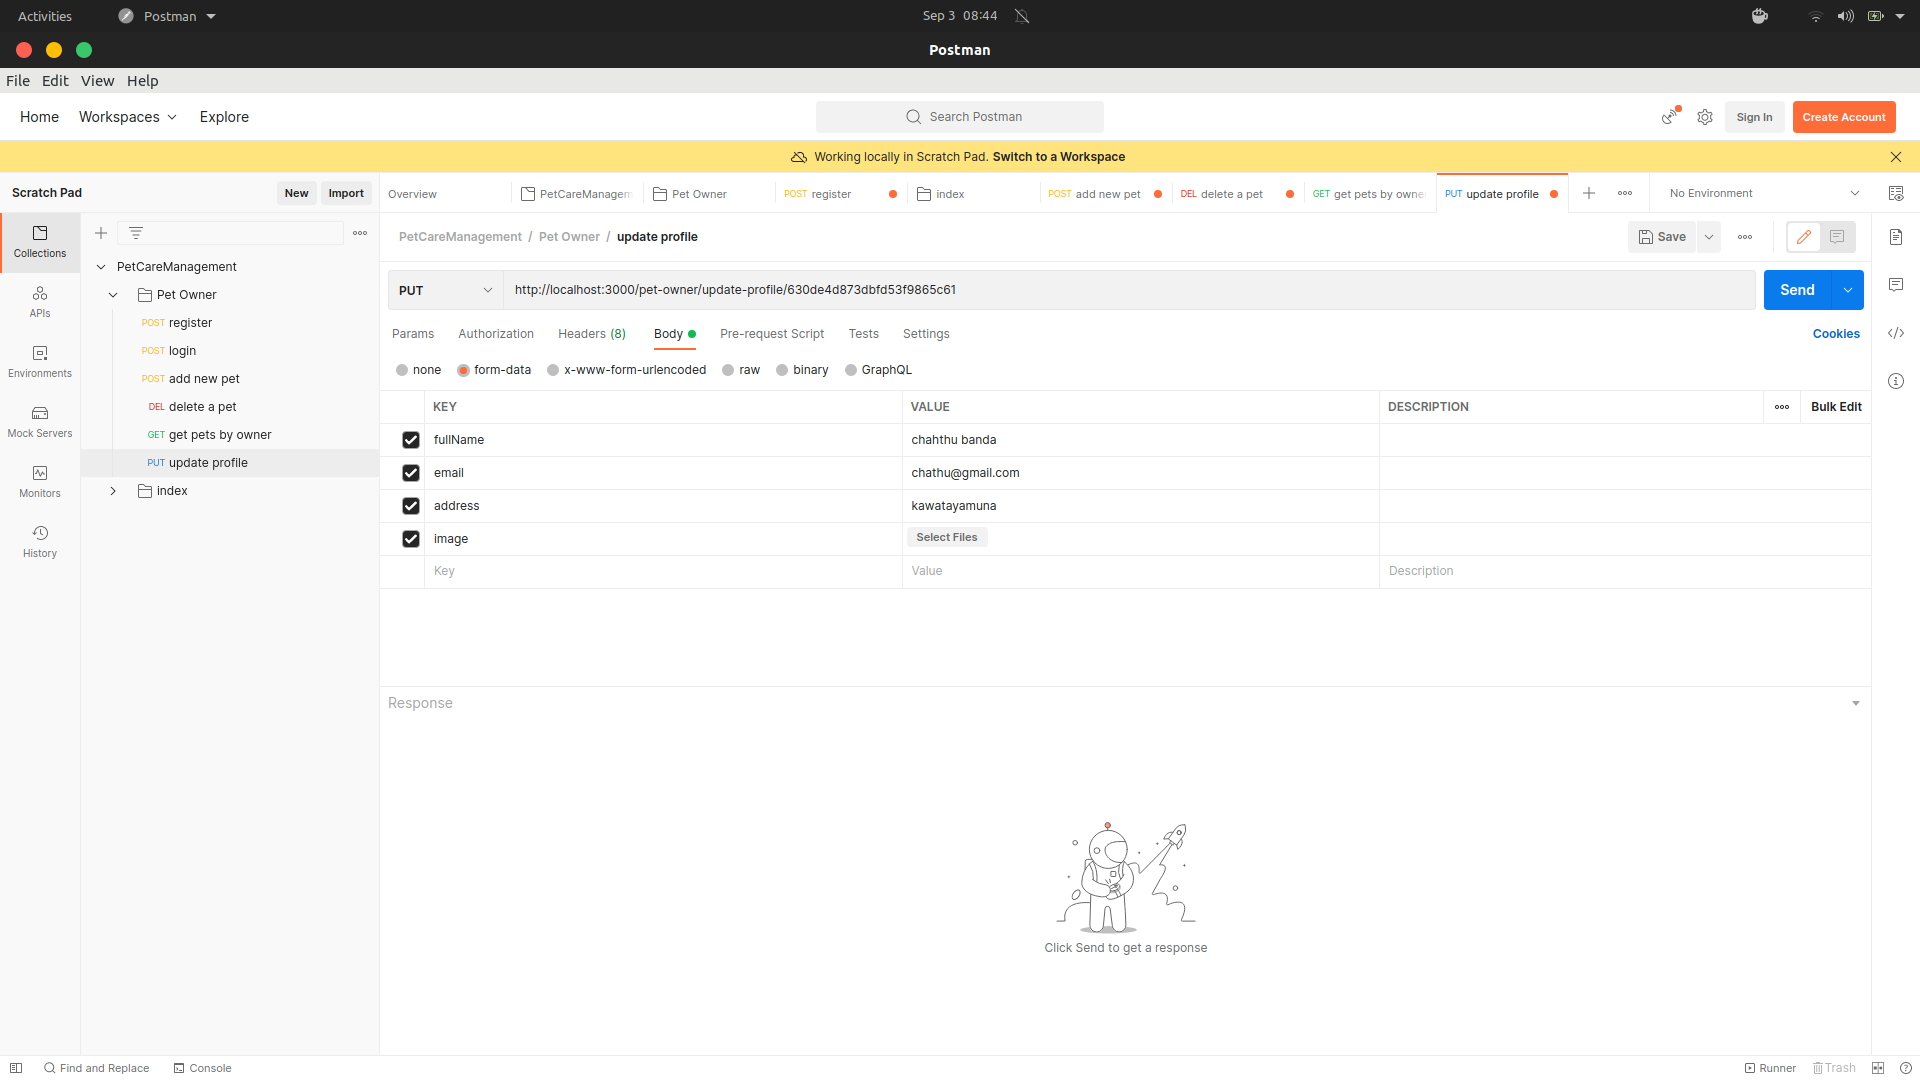 Activities Postman Sep 3 08:44
Postman
File Edit View Help
Home Workspaces Explore Search Postman Sign In Create Account
Working locally in Scratch Pad. Switch to a Workspace
Scratch Pad New Import Overview PetCareManagem Pet Owner POST register index POST add new pet DEL delete a pet GET get pets by owne PUT update profile No Environment
Collections
APIs
Environments
Mock Servers
Monitors
History
PetCareManagement
Pet Owner
POST register
POST login
POST add new pet
DEL delete a pet
GET get pets by owner
PUT update profile
index
PetCareManagement / Pet Owner / update profile Save
PUT http://localhost:3000/pet-owner/update-profile/630de4d873dbfd53f9865c61 Send
Params Authorization Headers (8) Body Pre-request Script Tests Settings Cookies
none form-data x-www-form-urlencoded raw binary GraphQL
KEY VALUE DESCRIPTION Bulk Edit
fullName chahthu banda
email chathu@gmail.com
address kawatayamuna
image Select Files
Key Value Description
Response
Click Send to get a response
Find and Replace Console Runner Trash